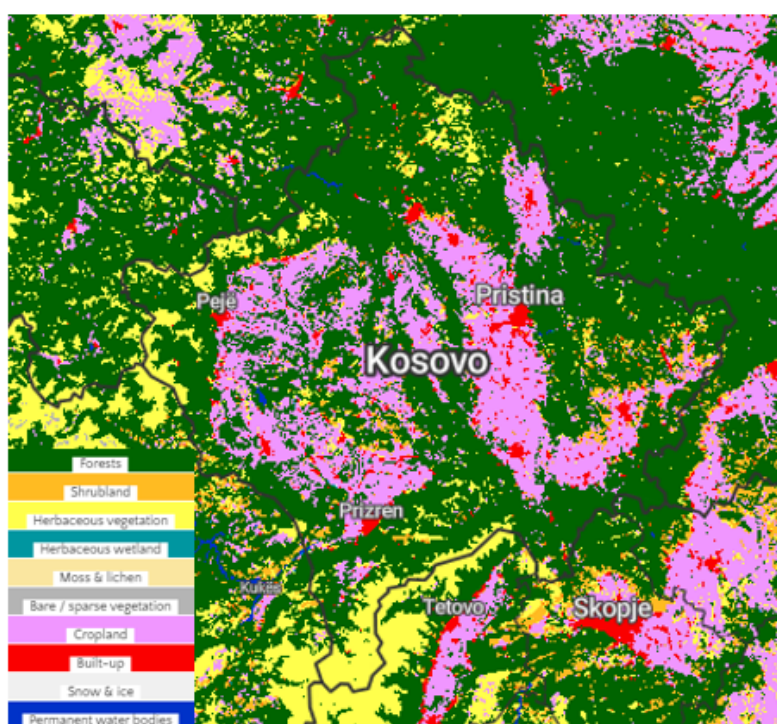 Pejë
Pristina
Kosovo
Prizren
Kukës
Tetovo
Skopje
Forests
Shrubland
Herbaceous vegetation
Herbaceous wetland
Moss & lichen
Bare / sparse vegetation
Cropland
Built-up
Snow & ice
Permanent water bodies